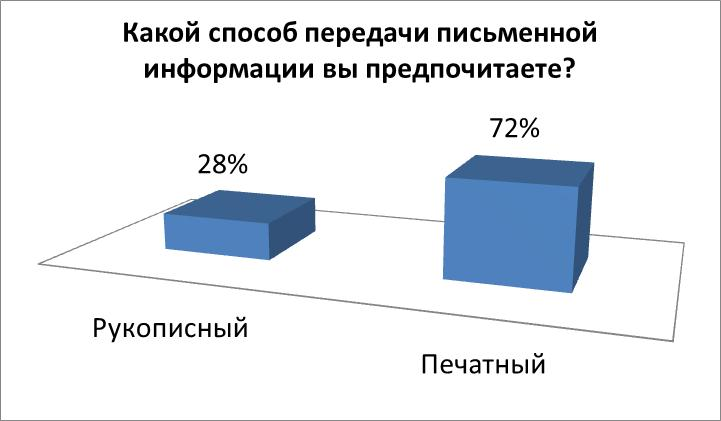 Какой способ передачи письменной
информации вы предпочитаете?
72%
28%
Рукописный
Печатный